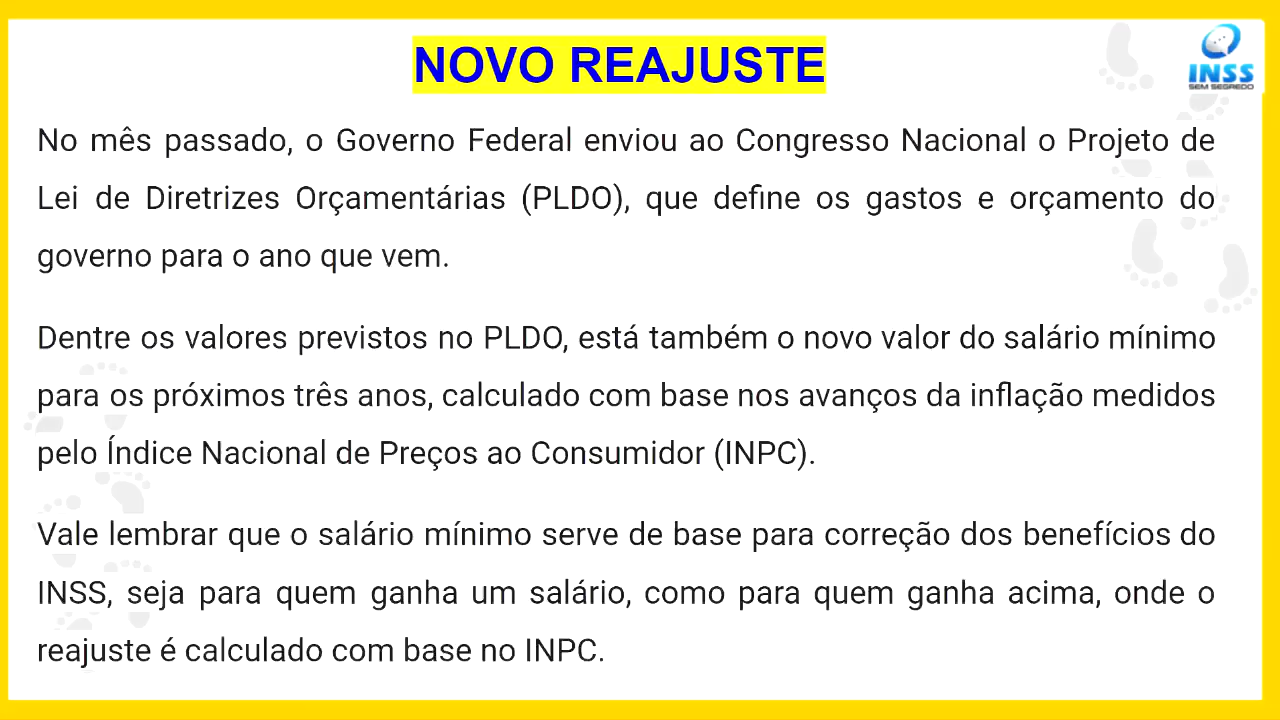 NOVO REAJUSTE
INSS
SEM SEGREDO
No mês passado, o Governo Federal enviou ao Congresso Nacional o Projeto de
Lei de Diretrizes Orçamentárias (PLDO), que define os gastos e orçamento do
governo para o ano que vem.
Dentre os valores previstos no PLDO, está também o novo valor do salário mínimo
para os próximos três anos, calculado com base nos avanços da inflação medidos
pelo Índice Nacional de Preços ao Consumidor (INPC).
Vale lembrar que o salário mínimo serve de base para correção dos benefícios do
INSS, seja para quem ganha um salário, como para quem ganha acima, onde o
reajuste é calculado com base no INPC.